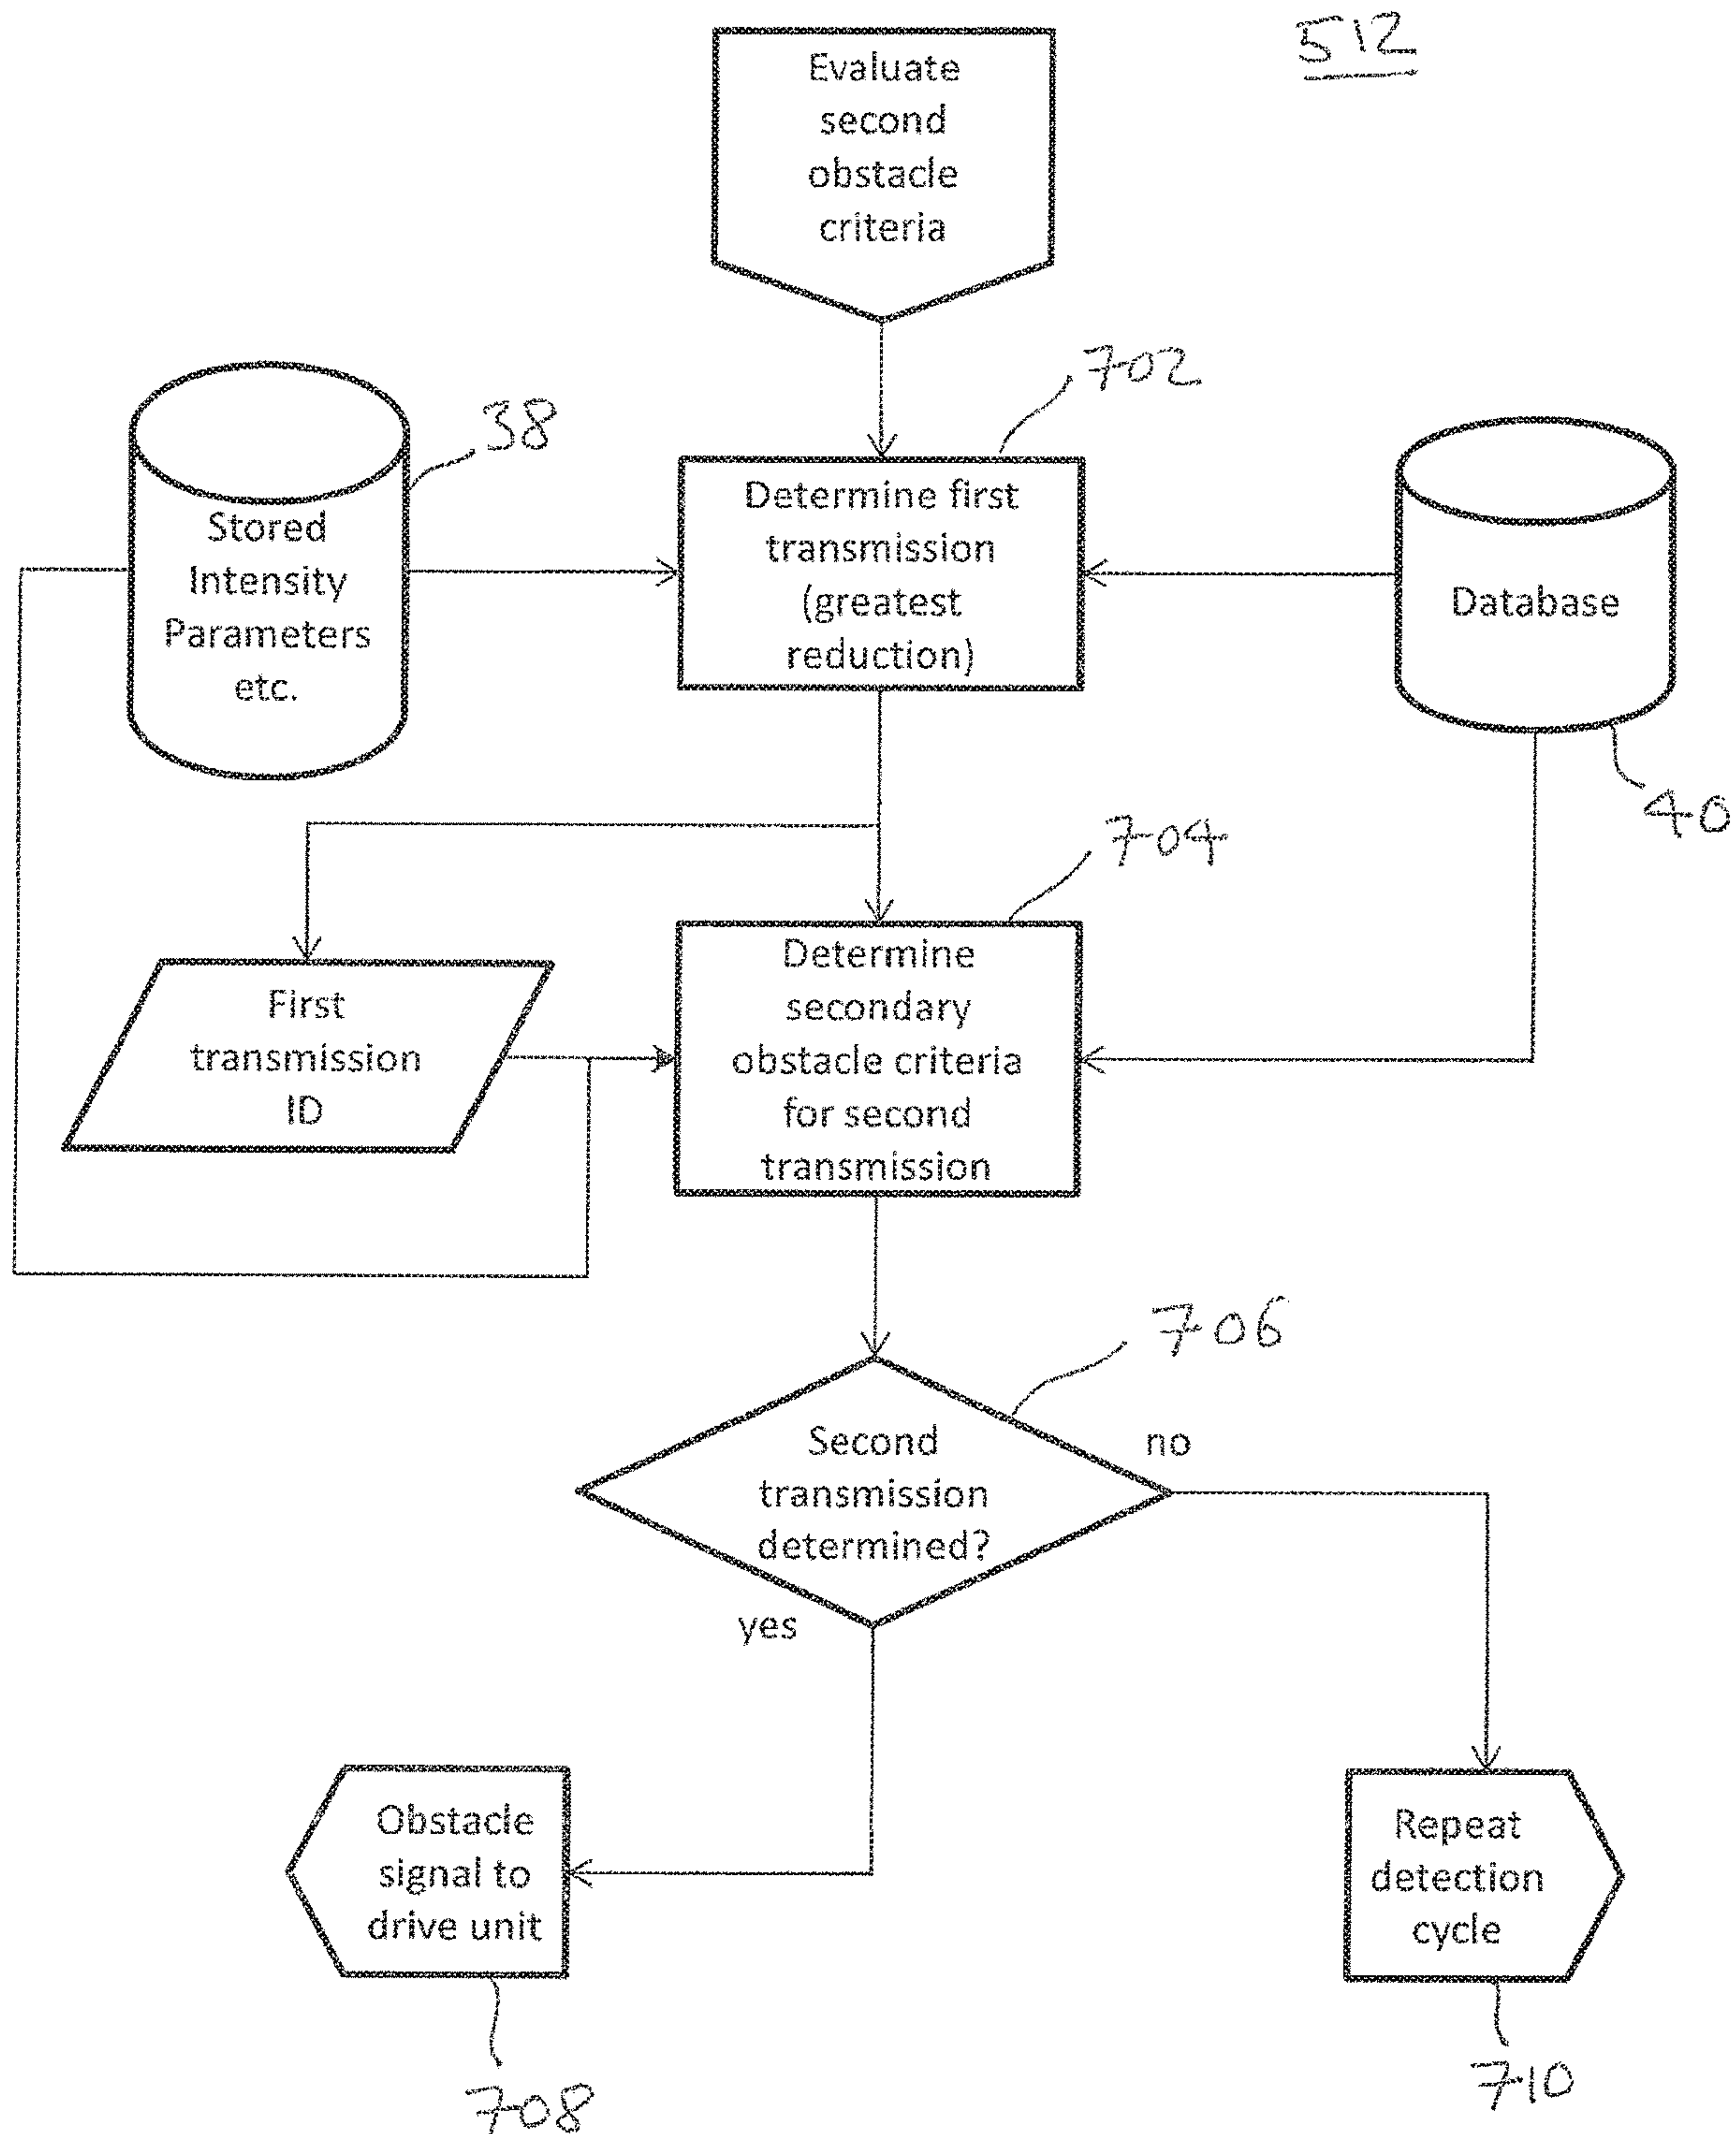 512
Evaluate
second
obstacle
criteria
702
38
Stored
Intensity
Parameters
etc.
Determine first
transmission
(greatest
reduction)
Database
40
704
First
transmission
ID
Determine
secondary
obstacle criteria
for second
transmission
706
Second
transmission
determined?
no
yes
Obstacle
signal to
drive unit
Repeat
detection
cycle
708
710